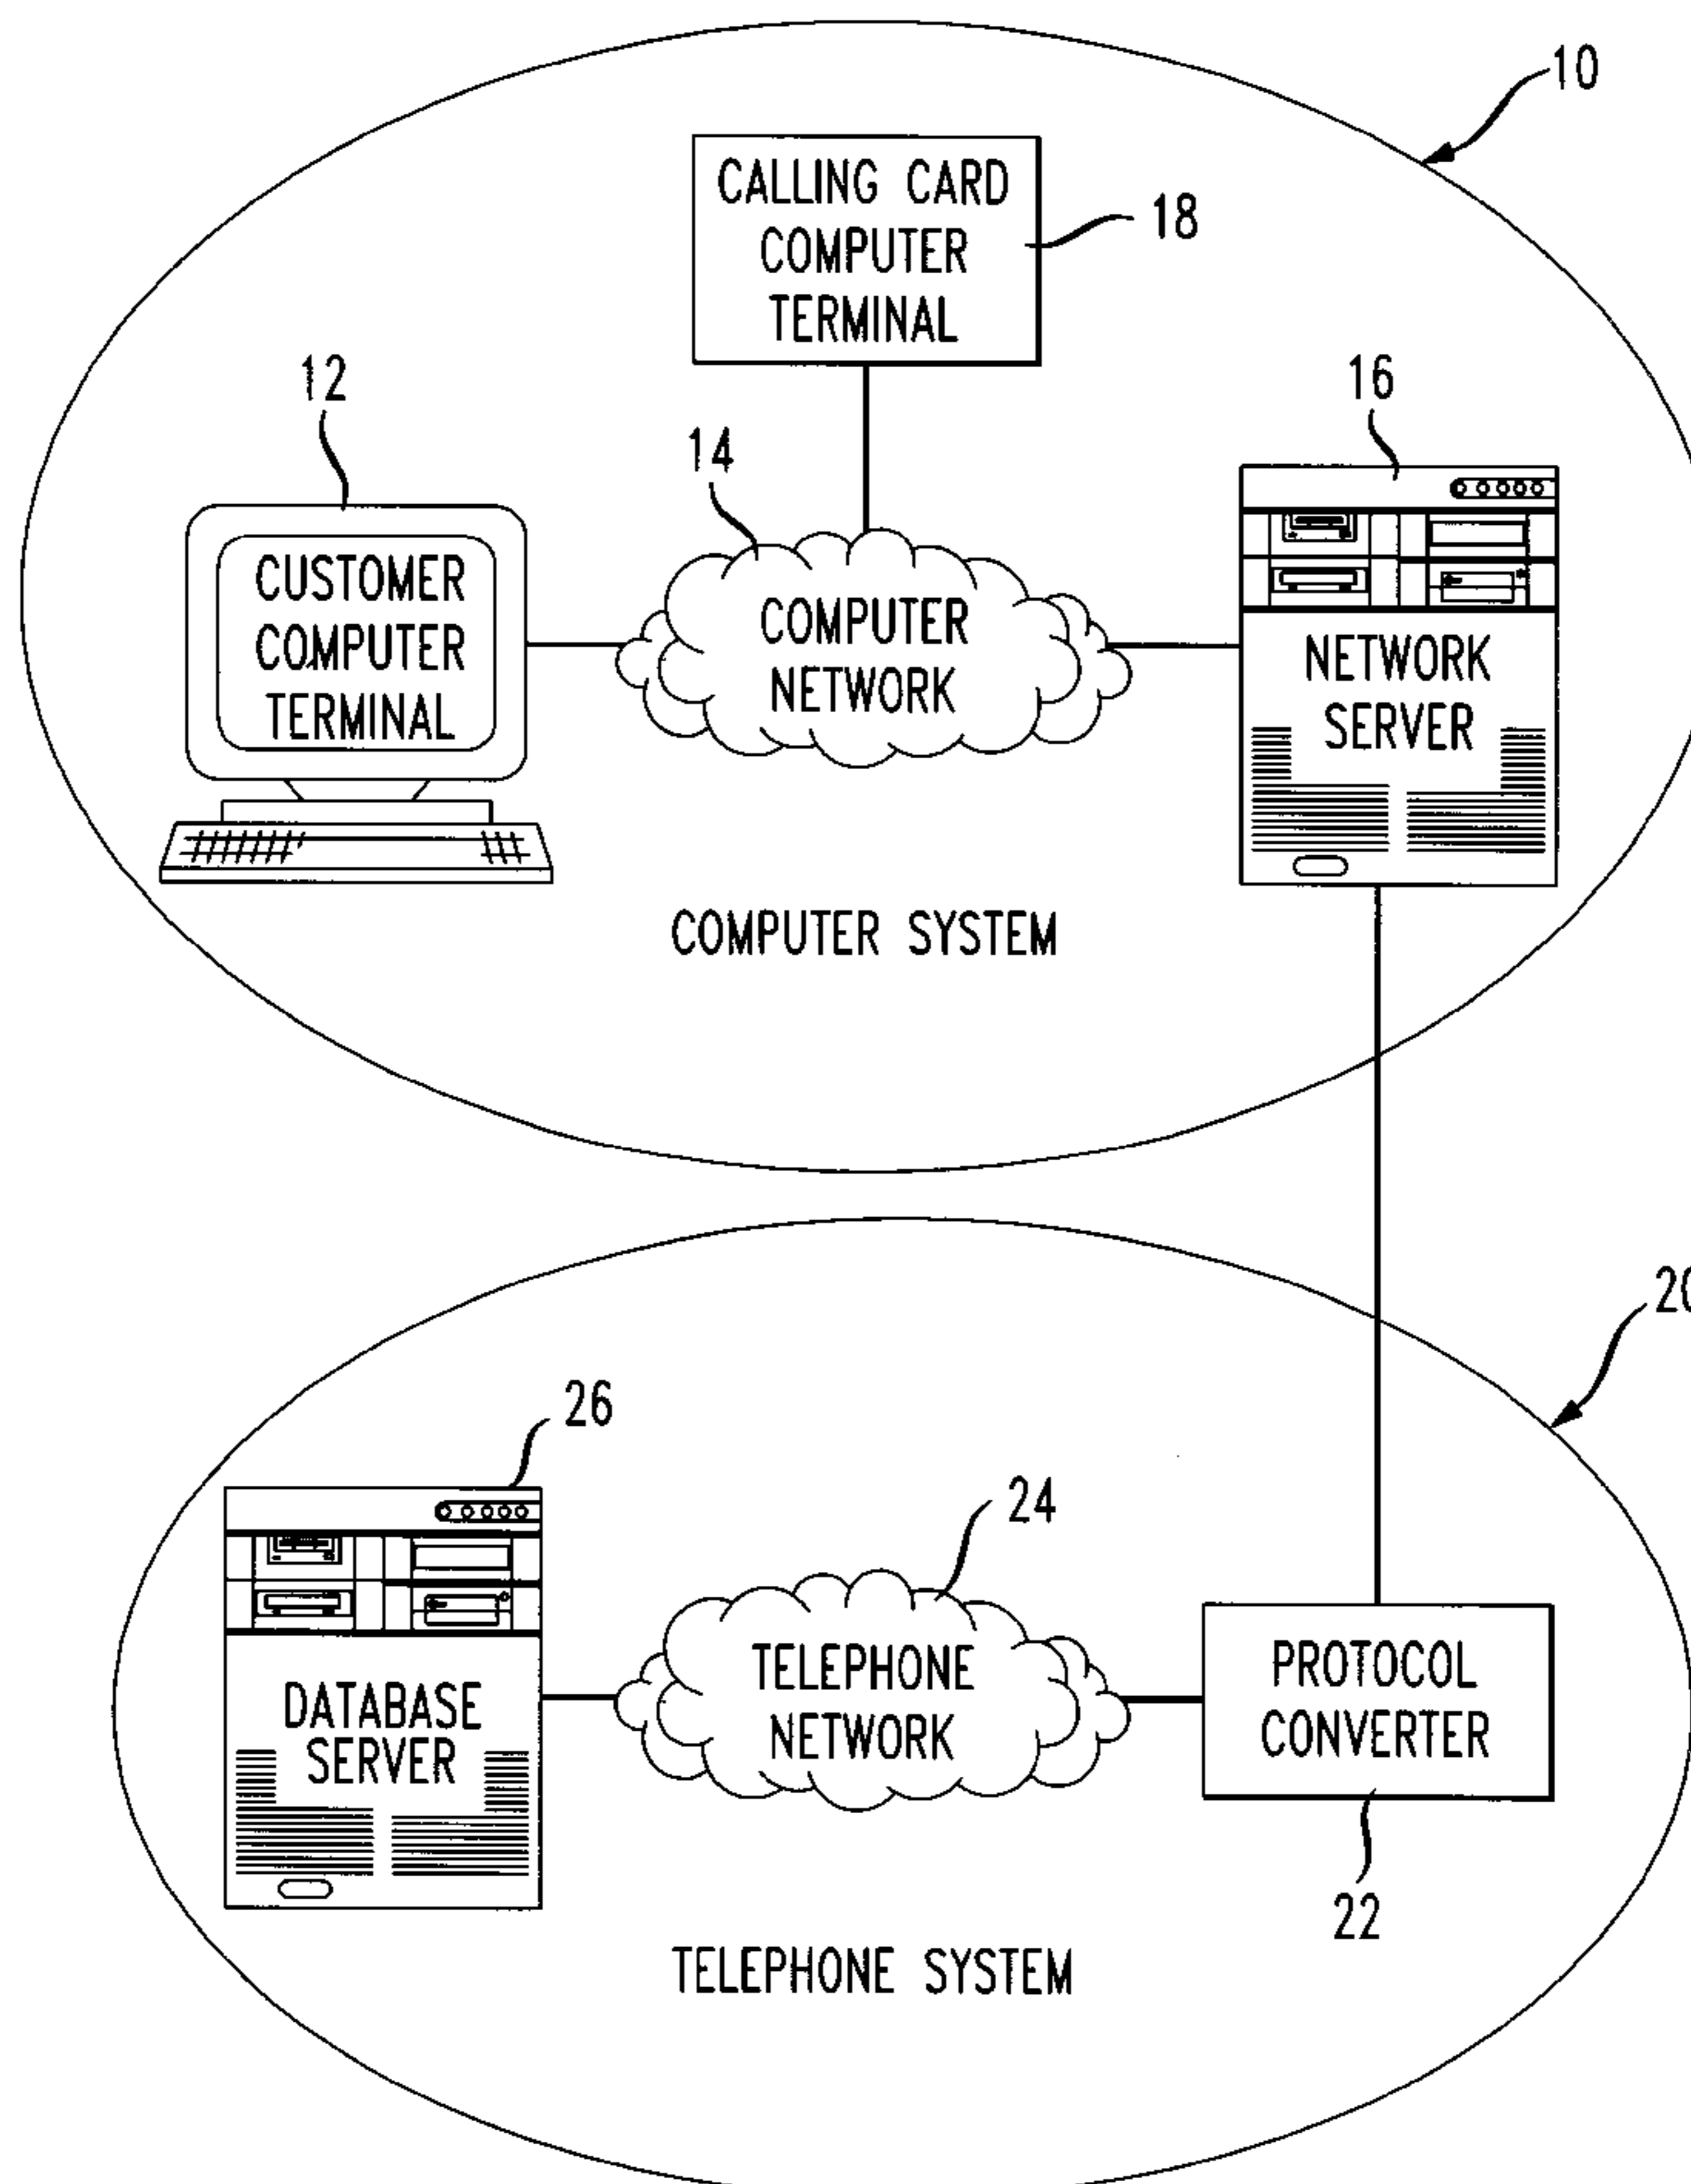 10
CALLING CARD
COMPUTER
TERMINAL
18
12
CUSTOMER
COMPUTER
TERMINAL
14
COMPUTER
NETWORK
16
NETWORK
SERVER
COMPUTER SYSTEM
20
26
DATABASE
SERVER
24
TELEPHONE
NETWORK
PROTOCOL
CONVERTER
22
TELEPHONE SYSTEM